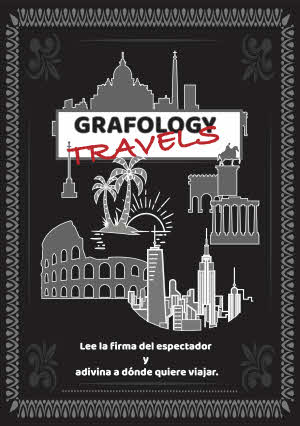 GRAFOLOGY
TRAVELS
Lee la firma del espectador
y
adivina a dónde quiere viajar.